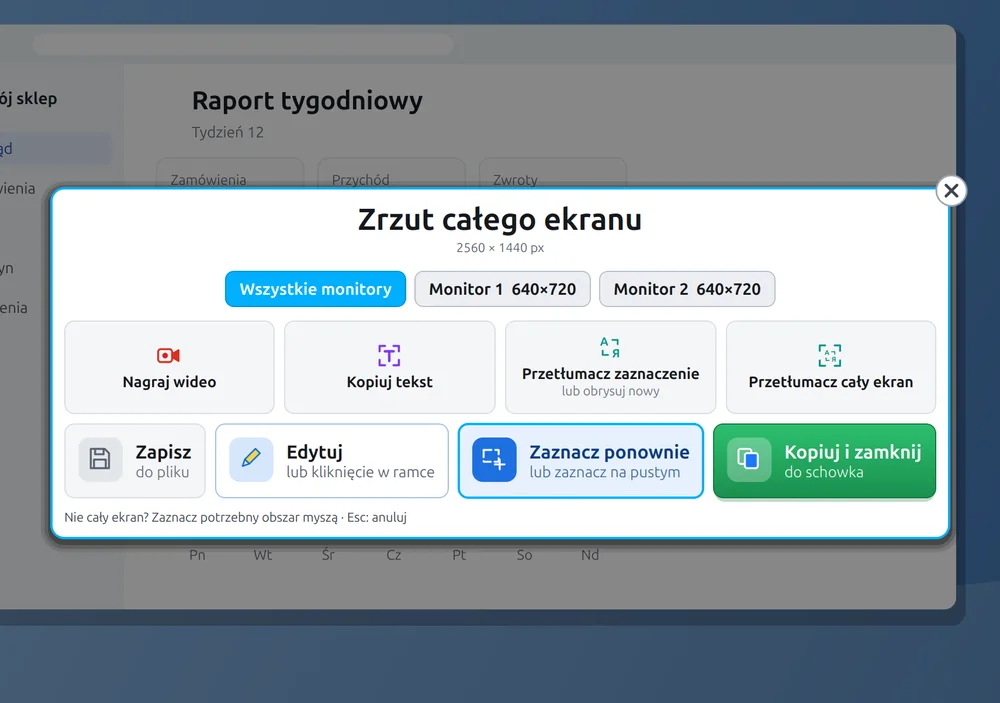 ój sklep
Raport tygodniowy
Tydzień 12
ąd
wienia
Zamówienia
Przychód
Zwroty
yn
enia
Zrzut całego ekranu
2560 × 1440 px
Wszystkie monitory
Monitor 1 640×720
Monitor 2 640×720
Nagraj wideo
Kopiuj tekst
Przetłumacz zaznaczenie
lub obrysuj nowy
Przetłumacz cały ekran
Zapisz
do pliku
Edytuj
lub kliknięcie w ramce
Zaznacz ponownie
lub zaznacz na pustym
Kopiuj i zamknij
do schowka
Nie cały ekran? Zaznacz potrzebny obszar myszą · Esc: anuluj
Pn Wt Śr Cz Pt So Nd